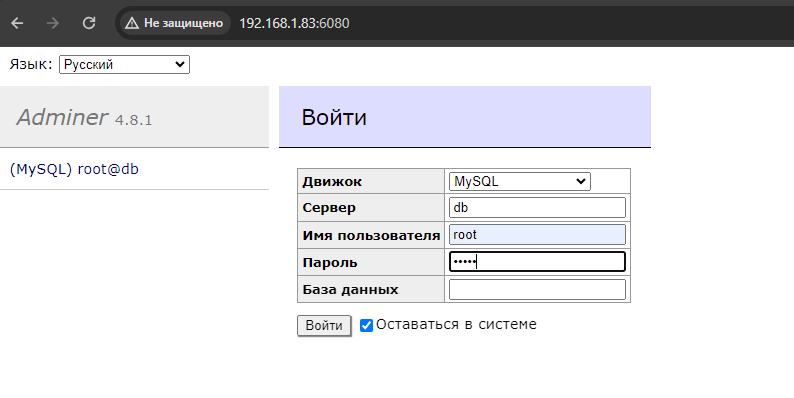 Не защищено 192.168.1.83:6080
Язык: Русский
Adminer 4.8.1
Войти
(MySQL) root@db
Движок MySQL
Сервер db
Имя пользователя root
Пароль •••••
База данных
Войти Оставаться в системе